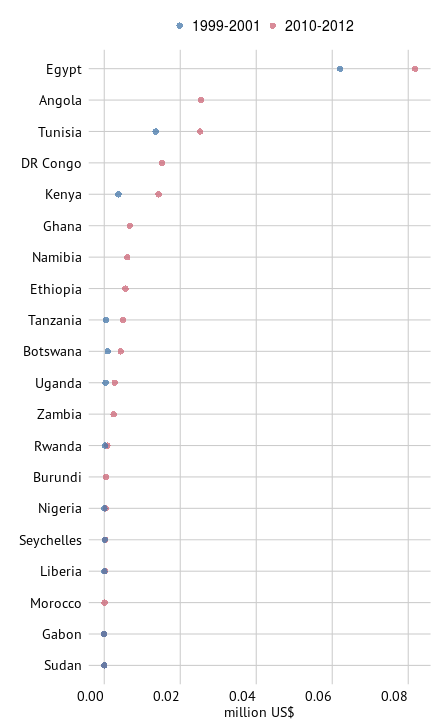 1999-2001 2010-2012
Egypt
Angola
Tunisia
DR Congo
Kenya
Ghana
Namibia
Ethiopia
Tanzania
Botswana
Uganda
Zambia
Rwanda
Burundi
Nigeria
Seychelles
Liberia
Morocco
Gabon
Sudan
0.00 0.02 0.04 0.06 0.08
million US$